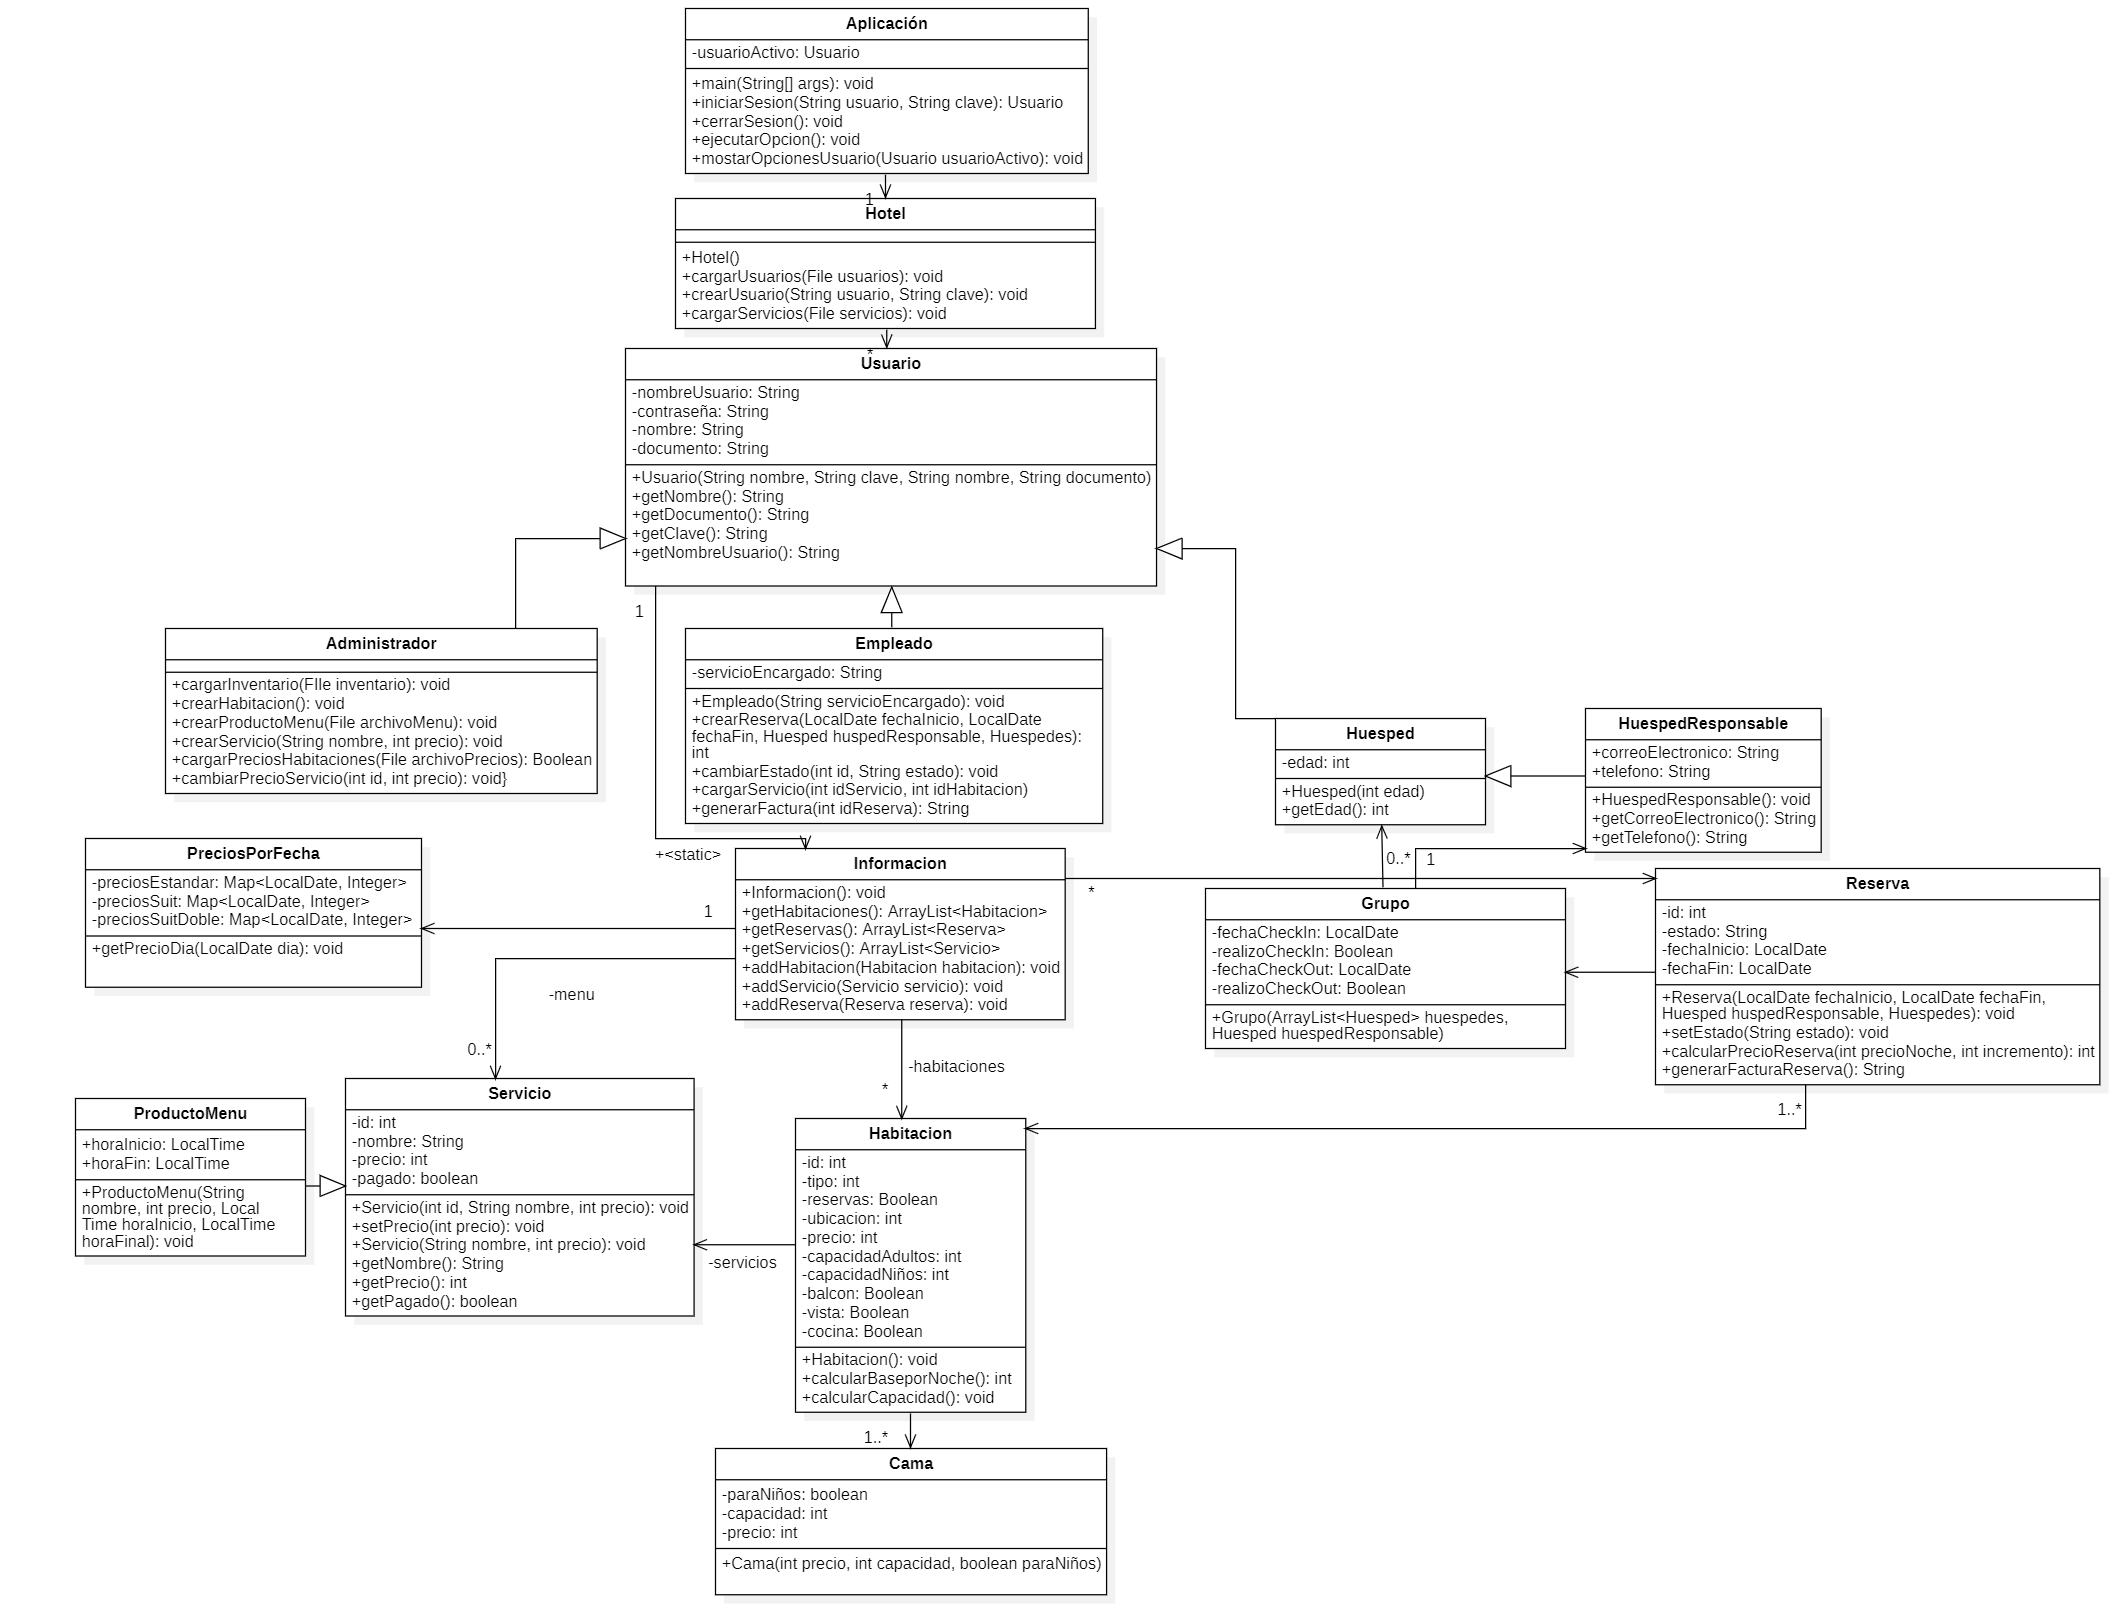 Aplicación
-usuarioActivo: Usuario
+main(String[] args): void
+iniciarSesion(String usuario, String clave): Usuario
+cerrarSesion(): void
+ejecutarOpcion(): void
+mostarOpcionesUsuario(Usuario usuarioActivo): void
1
Hotel
+Hotel()
+cargarUsuarios(File usuarios): void
+crearUsuario(String usuario, String clave): void
+cargarServicios(File servicios): void
*
Usuario
-nombreUsuario: String
-contraseña: String
-nombre: String
-documento: String
+Usuario(String nombre, String clave, String nombre, String documento)
+getNombre(): String
+getDocumento(): String
+getClave(): String
+getNombreUsuario(): String
1
Administrador
+cargarInventario(FIle inventario): void
+crearHabitacion(): void
+crearProductoMenu(File archivoMenu): void
+crearServicio(String nombre, int precio): void
+cargarPreciosHabitaciones(File archivoPrecios): Boolean
+cambiarPrecioServicio(int id, int precio): void}
Empleado
-servicioEncargado: String
+Empleado(String servicioEncargado): void
+crearReserva(LocalDate fechaInicio, LocalDate
fechaFin, Huesped huspedResponsable, Huespedes):
int
+cambiarEstado(int id, String estado): void
+cargarServicio(int idServicio, int idHabitacion)
+generarFactura(int idReserva): String
Huesped
-edad: int
+Huesped(int edad)
+getEdad(): int
HuespedResponsable
+correoElectronico: String
+telefono: String
+HuespedResponsable(): void
+getCorreoElectronico(): String
+getTelefono(): String
PreciosPorFecha
-preciosEstandar: Map<LocalDate, Integer>
-preciosSuit: Map<LocalDate, Integer>
-preciosSuitDoble: Map<LocalDate, Integer>
+getPrecioDia(LocalDate dia): void
+<static>
Informacion
+Informacion(): void
+getHabitaciones(): ArrayList<Habitacion>
+getReservas(): ArrayList<Reserva>
+getServicios(): ArrayList<Servicio>
+addHabitacion(Habitacion habitacion): void
+addServicio(Servicio servicio): void
+addReserva(Reserva reserva): void
1
*
0..*
1
Grupo
-fechaCheckIn: LocalDate
-realizoCheckIn: Boolean
-fechaCheckOut: LocalDate
-realizoCheckOut: Boolean
+Grupo(ArrayList<Huesped> huespedes,
Huesped huespedResponsable)
Reserva
-id: int
-estado: String
-fechaInicio: LocalDate
-fechaFin: LocalDate
+Reserva(LocalDate fechaInicio, LocalDate fechaFin,
Huesped huspedResponsable, Huespedes): void
+setEstado(String estado): void
+calcularPrecioReserva(int precioNoche, int incremento): int
+generarFacturaReserva(): String
-menu
0..*
-habitaciones
*
1..*
ProductoMenu
+horaInicio: LocalTime
+horaFin: LocalTime
+ProductoMenu(String
nombre, int precio, Local
Time horaInicio, LocalTime
horaFinal): void
Servicio
-id: int
-nombre: String
-precio: int
-pagado: boolean
+Servicio(int id, String nombre, int precio): void
+setPrecio(int precio): void
+Servicio(String nombre, int precio): void
+getNombre(): String
+getPrecio(): int
+getPagado(): boolean
-servicios
Habitacion
-id: int
-tipo: int
-reservas: Boolean
-ubicacion: int
-precio: int
-capacidadAdultos: int
-capacidadNiños: int
-balcon: Boolean
-vista: Boolean
-cocina: Boolean
+Habitacion(): void
+calcularBaseporNoche(): int
+calcularCapacidad(): void
1..*
Cama
-paraNiños: boolean
-capacidad: int
-precio: int
+Cama(int precio, int capacidad, boolean paraNiños)